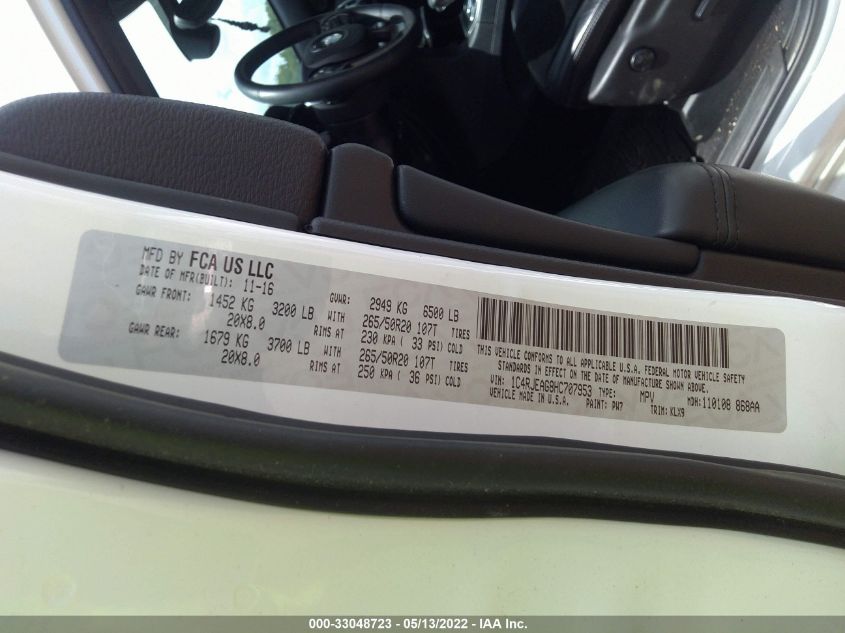 MFD BY FCA US LLC
DATE OF MFR(BUILT): 11-16
GVWR: 2949 KG 6500 LB
GAWR FRONT: 1452 KG 3200 LB WITH 265/50R20 107T TIRES
20X8.0 RIMS AT 230 KPA ( 33 PSI) COLD
GAWR REAR: 1679 KG 3700 LB WITH 265/50R20 107T TIRES
20X8.0 RIMS AT 250 KPA ( 36 PSI) COLD
THIS VEHICLE CONFORMS TO ALL APPLICABLE U.S.A. FEDERAL MOTOR VEHICLE SAFETY
STANDARDS IN EFFECT ON THE DATE OF MANUFACTURE SHOWN ABOVE.
VIN: 1C4RJEAG8HC707953 TYPE: MPV MDH:110108 868AA
VEHICLE MADE IN U.S.A. PAINT: PW7 TRIM: KLX9
000-33048723 - 05/13/2022 - IAA Inc.